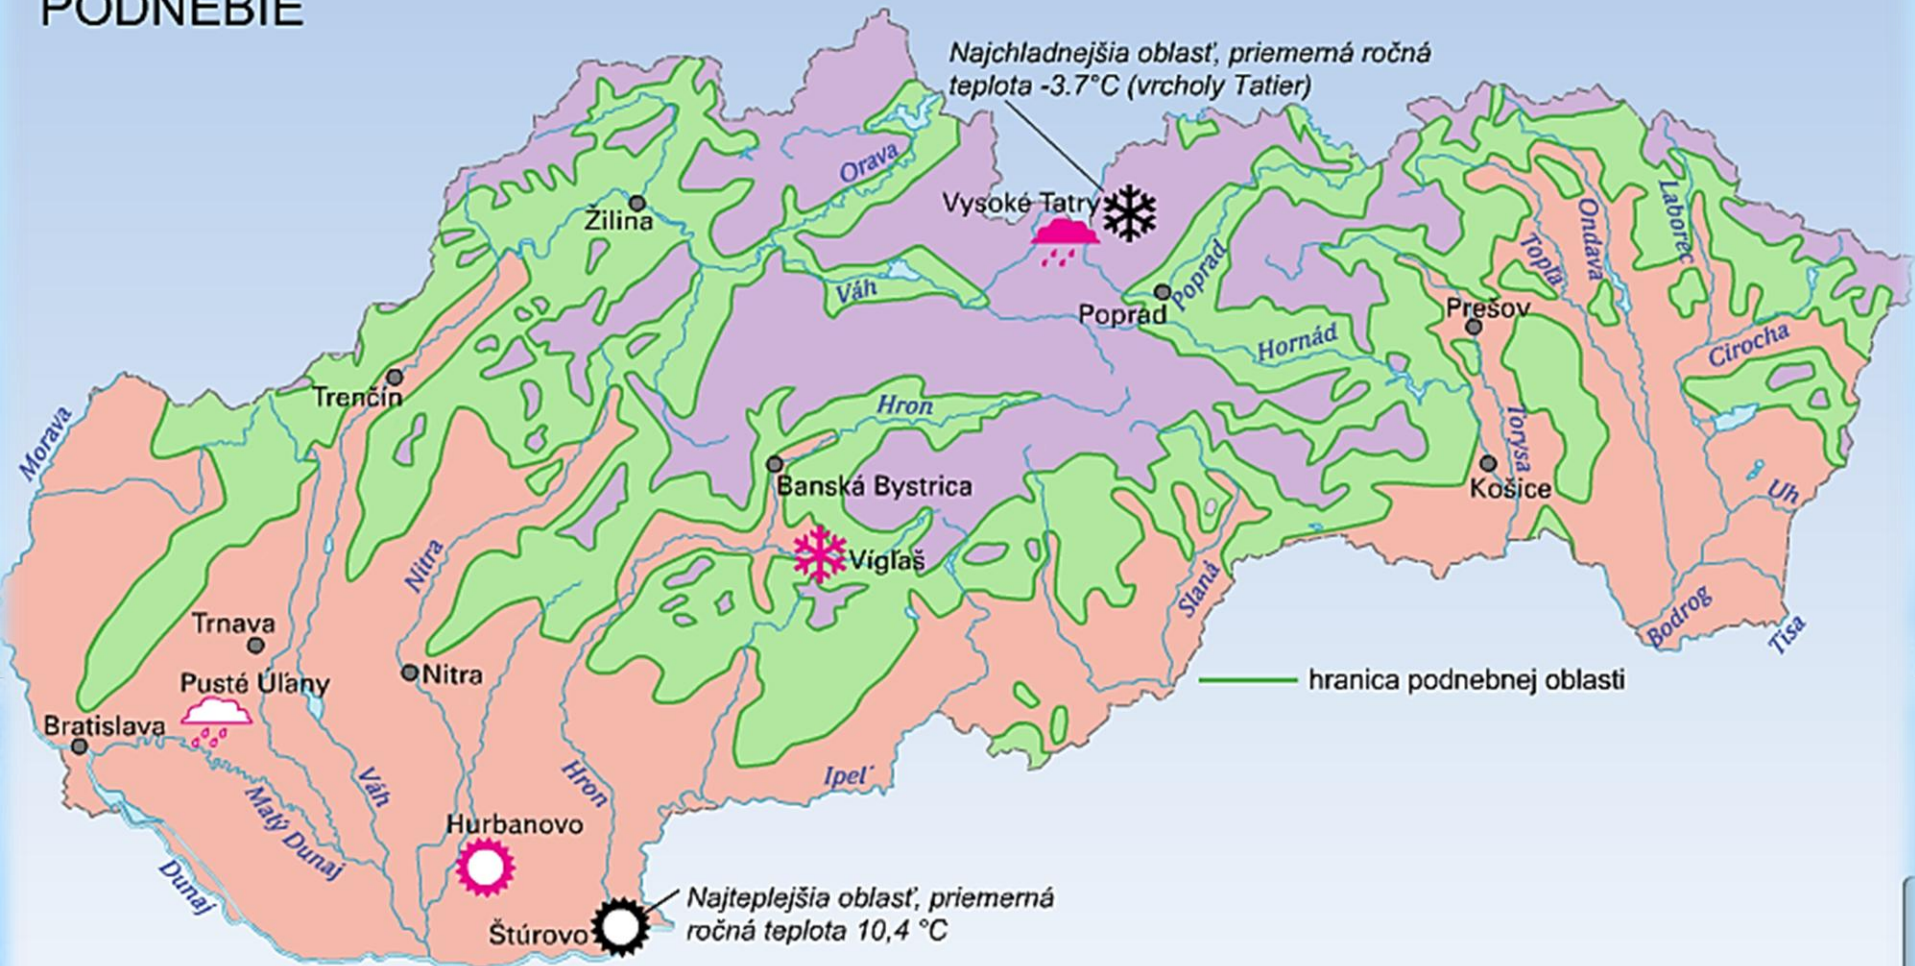 PODNEBIE
Najchladnejšia oblasť, priemerná ročná
teplota -3.7°C (vrcholy Tatier)
Orava
Vysoké Tatry
Žilina
Laborec
Ondava
Topľa
Poprad
Váh
Poprad
Prešov
Hornád
Cirocha
Trenčín
Hron
Morava
Torysa
Banská Bystrica
Košice
Uh
Nitra
Vígľaš
Slaná
Bodrog
Tisa
Trnava
Nitra
Pusté Úľany
hranica podnebnej oblasti
Bratislava
Váh
Hron
Ipeľ
Malý Dunaj
Hurbanovo
Dunaj
Najteplejšia oblasť, priemerná
ročná teplota 10,4 °C
Štúrovo